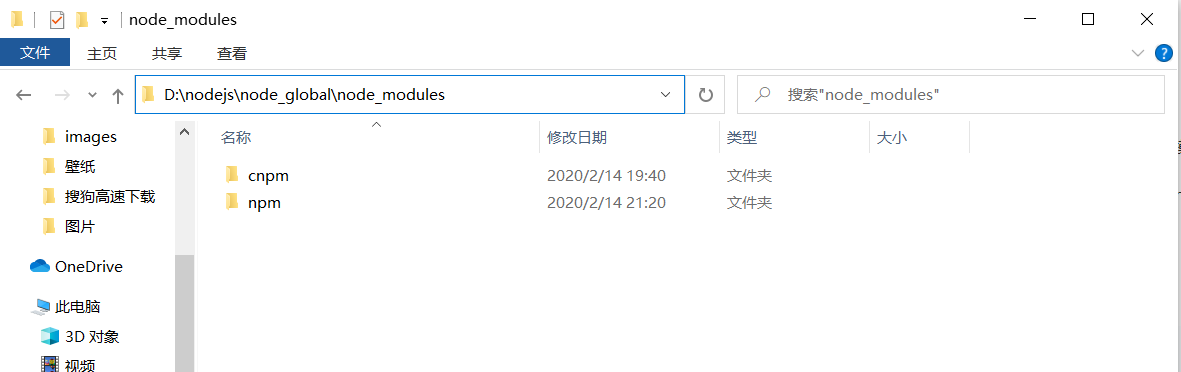 node_modules
文件 主页 共享 查看
D:\nodejs\node_global\node_modules 搜索"node_modules"
名称 修改日期 类型 大小
images
壁纸
搜狗高速下载
图片
OneDrive
此电脑
3D 对象
视频
cnpm 2020/2/14 19:40 文件夹
npm 2020/2/14 21:20 文件夹